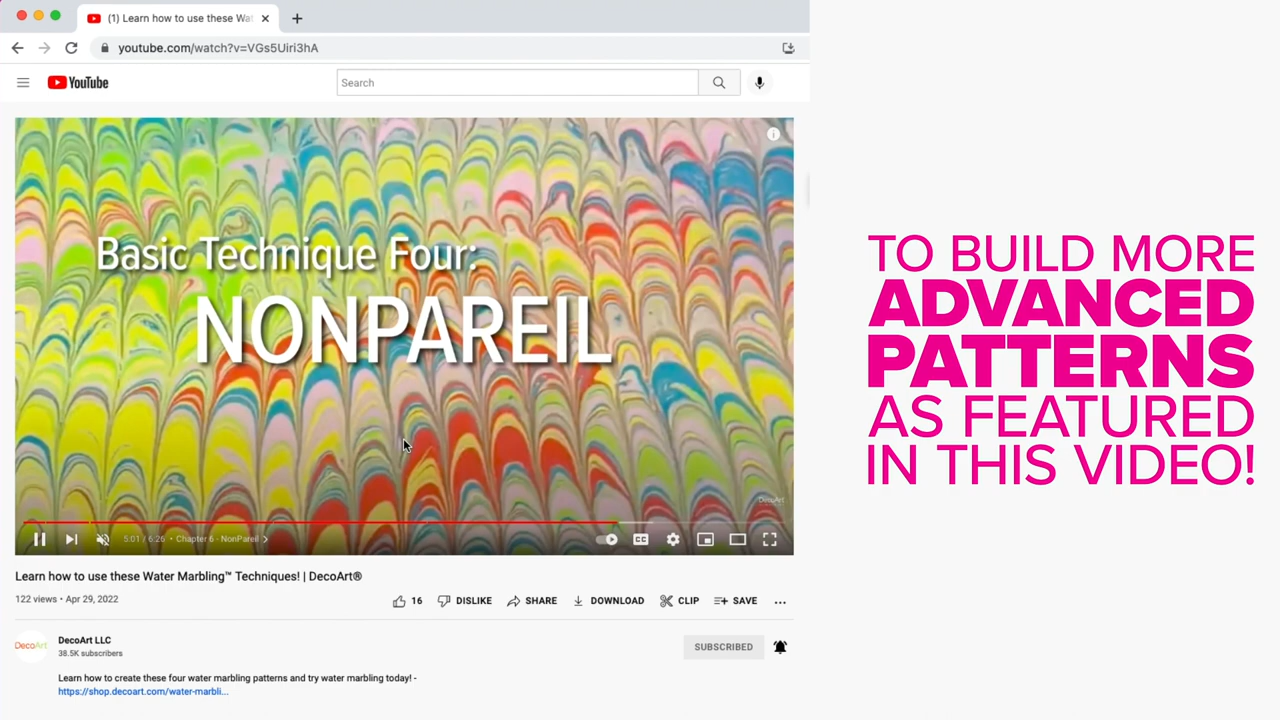 (1) Learn how to use these Wat
youtube.com/watch?v=VGs5Uiri3hA
YouTube
Search
Basic Technique Four:
NONPAREIL
DecoArt
5:01 / 6:26 • Chapter 6 - NonPareil
CC
Learn how to use these Water Marbling™ Techniques! | DecoArt®
122 views • Apr 29, 2022
16 DISLIKE SHARE DOWNLOAD CLIP SAVE
DecoArt
DecoArt LLC
38.5K subscribers
SUBSCRIBED
Learn how to create these four water marbling patterns and try water marbling today! -
https://shop.decoart.com/water-marbli...
TO BUILD MORE
ADVANCED
PATTERNS
AS FEATURED
IN THIS VIDEO!